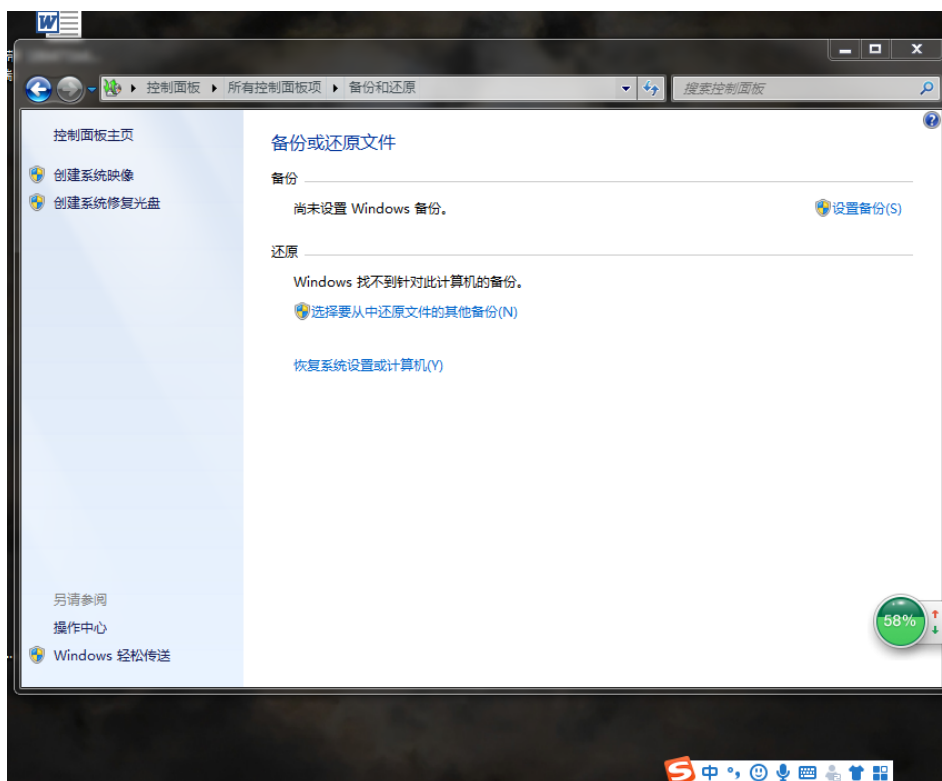 W
控制面板 ▸ 所有控制面板项 ▸ 备份和还原
搜索控制面板
控制面板主页
创建系统映像
创建系统修复光盘
备份或还原文件
备份
尚未设置 Windows 备份。
设置备份(S)
还原
Windows 找不到针对此计算机的备份。
选择要从中还原文件的其他备份(N)
恢复系统设置或计算机(Y)
另请参阅
操作中心
Windows 轻松传送
58%
中